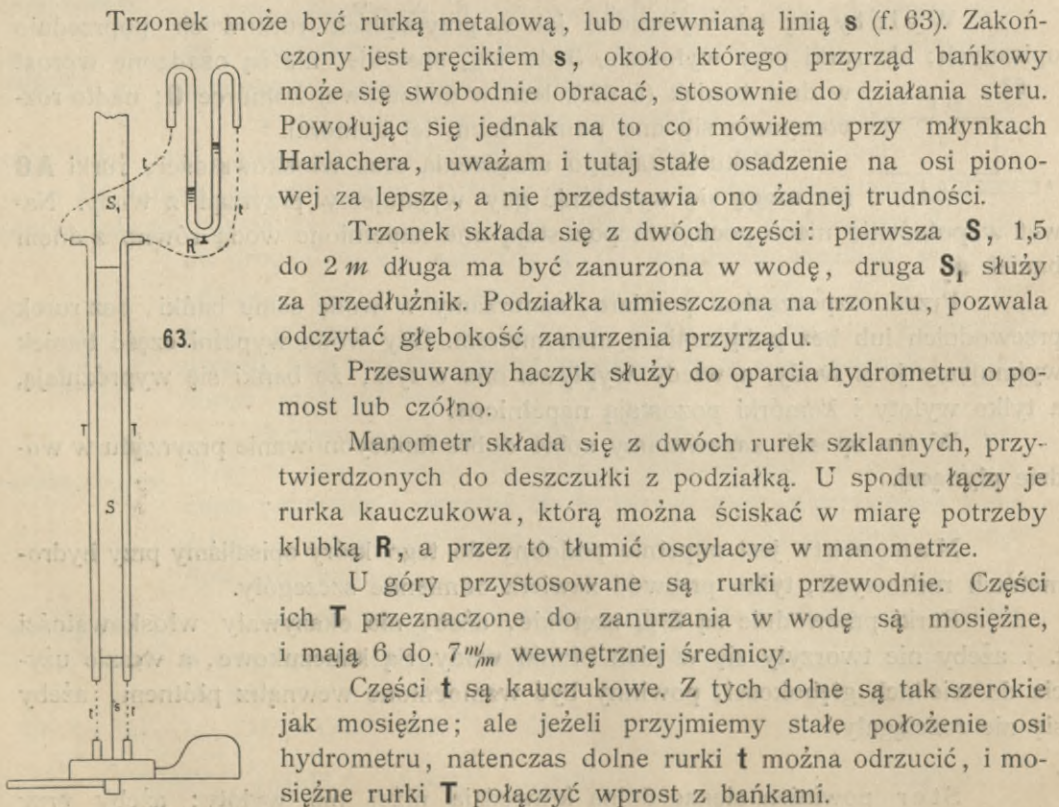 Trzonek może być rurką metalową, lub drewnianą linią s (f. 63). Zakoń-
czony jest pręcikiem s, około którego przyrząd bańkowy
może się swobodnie obracać, stosownie do działania steru.
Powołując się jednak na to co mówiłem przy młynkach
Harlachera, uważam i tutaj stałe osadzenie na osi piono-
wej za lepsze, a nie przedstawia ono żadnej trudności.
Trzonek składa się z dwóch części: pierwsza S, 1,5
do 2 m długa ma być zanurzona w wodę, druga S₁ służy
za przedłużnik. Podziałka umieszczona na trzonku, pozwala
odczytać głębokość zanurzenia przyrządu.
Przesuwany haczyk służy do oparcia hydrometru o po-
most lub czółno.
Manometr składa się z dwóch rurek szklannych, przy-
twierdzonych do deszczułki z podziałką. U spodu łączy je
rurka kauczukowa, którą można ściskać w miarę potrzeby
klubką R, a przez to tłumić oscylacye w manometrze.
U góry przystosowane są rurki przewodnie. Części
ich T przeznaczone do zanurzania w wodę są mosiężne,
i mają 6 do 7 m/m wewnętrznej średnicy.
Części t są kauczukowe. Z tych dolne są tak szerokie
jak mosiężne; ale jeżeli przyjmiemy stałe położenie osi
hydrometru, natenczas dolne rurki t można odrzucić, i mo-
siężne rurki T połączyć wprost z bańkami.
t
S₁
t
R
63.
T T
S
t s t